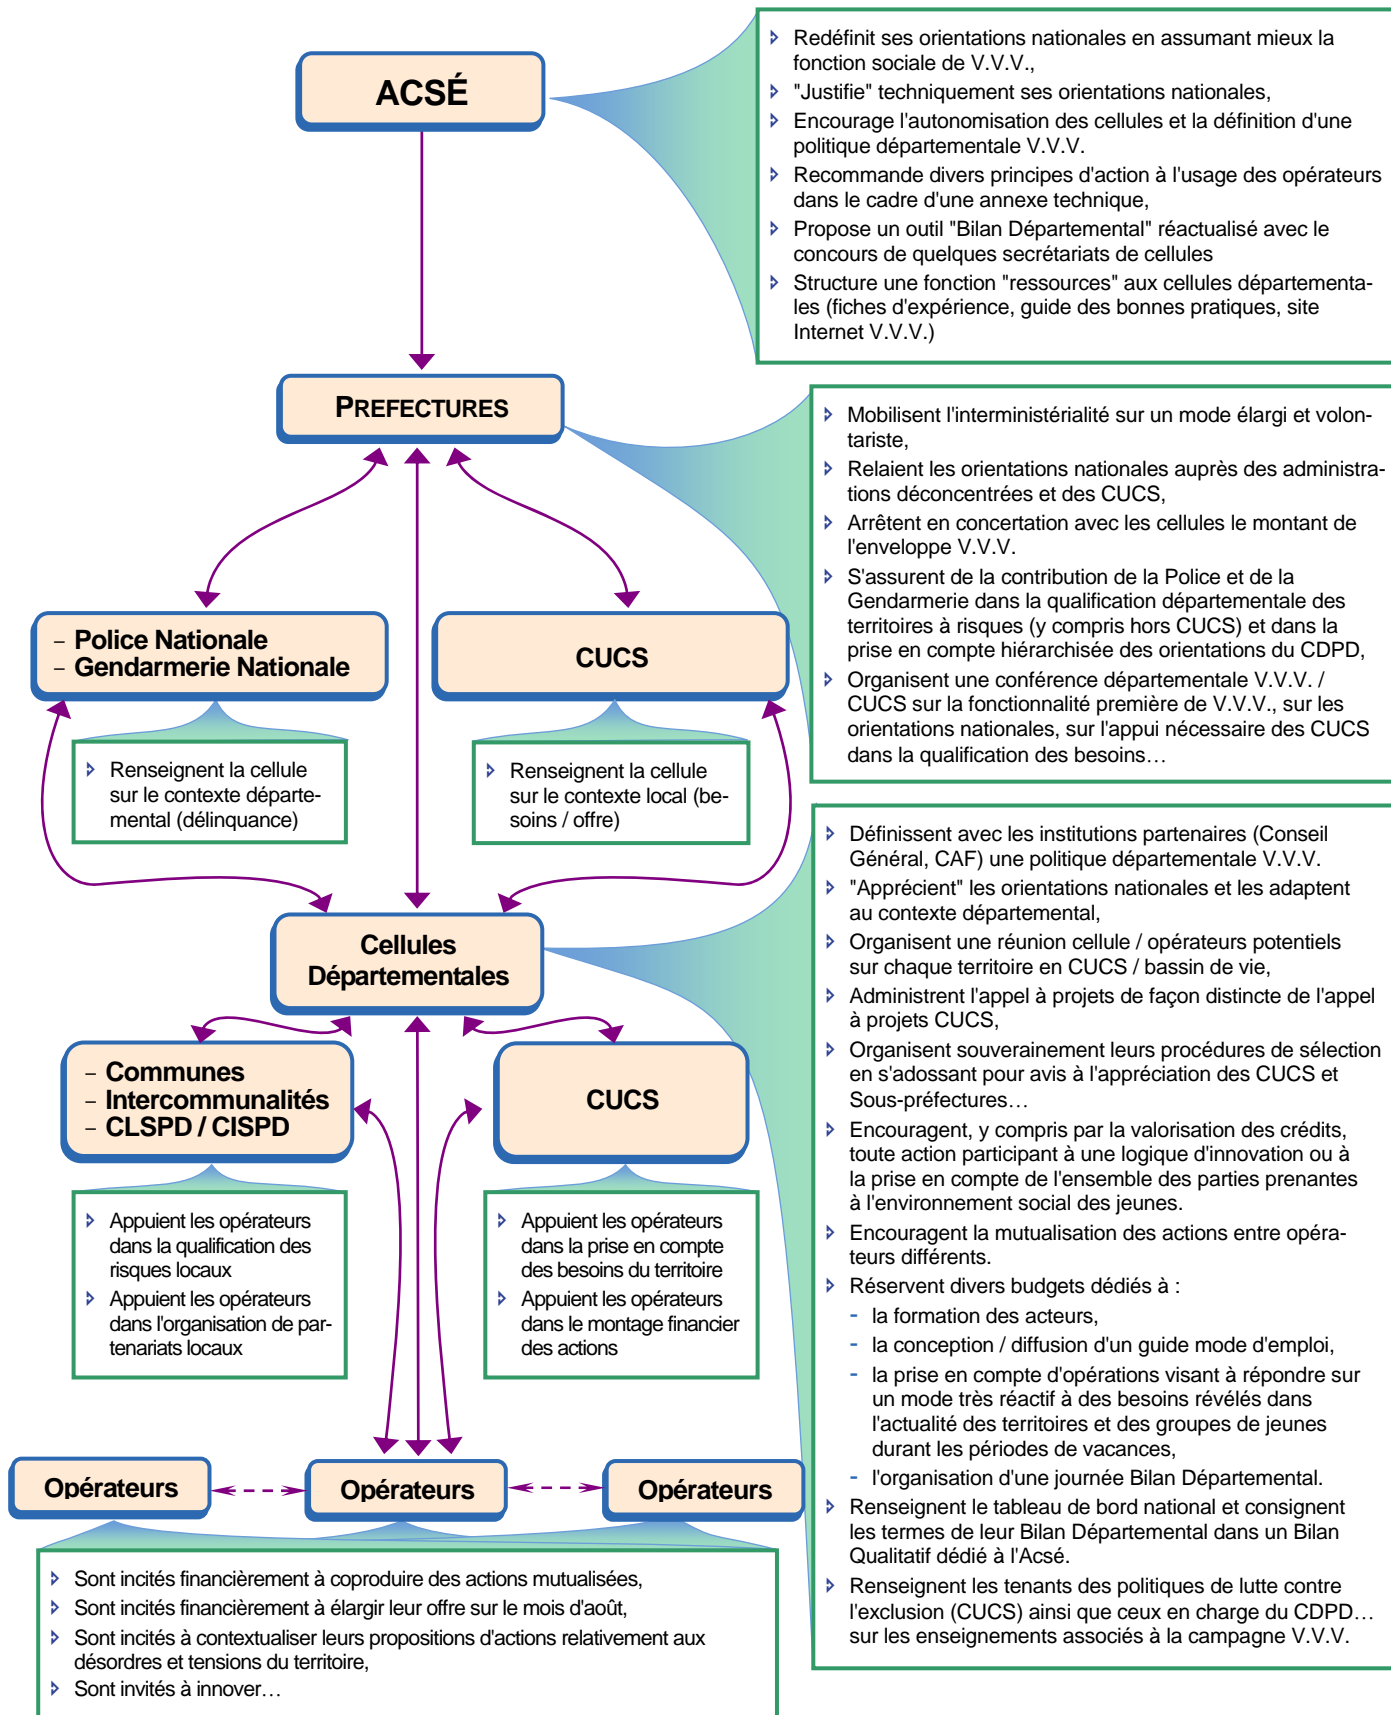 ACSÉ
Redéfinit ses orientations nationales en assumant mieux la
fonction sociale de V.V.V.,
"Justifie" techniquement ses orientations nationales,
Encourage l'autonomisation des cellules et la définition d'une
politique départementale V.V.V.
Recommande divers principes d'action à l'usage des opérateurs
dans le cadre d'une annexe technique,
Propose un outil "Bilan Départemental" réactualisé avec le
concours de quelques secrétariats de cellules
Structure une fonction "ressources" aux cellules départementa-
les (fiches d'expérience, guide des bonnes pratiques, site
Internet V.V.V.)
PREFECTURES
Mobilisent l'interministérialité sur un mode élargi et volon-
tariste,
Relaient les orientations nationales auprès des administra-
tions déconcentrées et des CUCS,
Arrêtent en concertation avec les cellules le montant de
l'enveloppe V.V.V.
S'assurent de la contribution de la Police et de la
Gendarmerie dans la qualification départementale des
territoires à risques (y compris hors CUCS) et dans la
prise en compte hiérarchisée des orientations du CDPD,
Organisent une conférence départementale V.V.V. /
CUCS sur la fonctionnalité première de V.V.V., sur les
orientations nationales, sur l'appui nécessaire des CUCS
dans la qualification des besoins…
– Police Nationale
– Gendarmerie Nationale
CUCS
Renseignent la cellule
sur le contexte départe-
mental (délinquance)
Renseignent la cellule
sur le contexte local (be-
soins / offre)
Cellules
Départementales
Définissent avec les institutions partenaires (Conseil
Général, CAF) une politique départementale V.V.V.
"Apprécient" les orientations nationales et les adaptent
au contexte départemental,
Organisent une réunion cellule / opérateurs potentiels
sur chaque territoire en CUCS / bassin de vie,
Administrent l'appel à projets de façon distincte de l'appel
à projets CUCS,
Organisent souverainement leurs procédures de sélection
en s'adossant pour avis à l'appréciation des CUCS et
Sous-préfectures…
Encouragent, y compris par la valorisation des crédits,
toute action participant à une logique d'innovation ou à
la prise en compte de l'ensemble des parties prenantes
à l'environnement social des jeunes.
Encouragent la mutualisation des actions entre opéra-
teurs différents.
Réservent divers budgets dédiés à :
- la formation des acteurs,
- la conception / diffusion d'un guide mode d'emploi,
- la prise en compte d'opérations visant à répondre sur
un mode très réactif à des besoins révélés dans
l'actualité des territoires et des groupes de jeunes
durant les périodes de vacances,
- l'organisation d'une journée Bilan Départemental.
Renseignent le tableau de bord national et consignent
les termes de leur Bilan Départemental dans un Bilan
Qualitatif dédié à l'Acsé.
Renseignent les tenants des politiques de lutte contre
l'exclusion (CUCS) ainsi que ceux en charge du CDPD…
sur les enseignements associés à la campagne V.V.V.
– Communes
– Intercommunalités
– CLSPD / CISPD
CUCS
Appuient les opérateurs
dans la qualification des
risques locaux
Appuient les opérateurs
dans l'organisation de par-
tenariats locaux
Appuient les opérateurs
dans la prise en compte
des besoins du territoire
Appuient les opérateurs
dans le montage financier
des actions
Opérateurs
Opérateurs
Opérateurs
Sont incités financièrement à coproduire des actions mutualisées,
Sont incités financièrement à élargir leur offre sur le mois d'août,
Sont incités à contextualiser leurs propositions d'actions relativement aux
désordres et tensions du territoire,
Sont invités à innover…